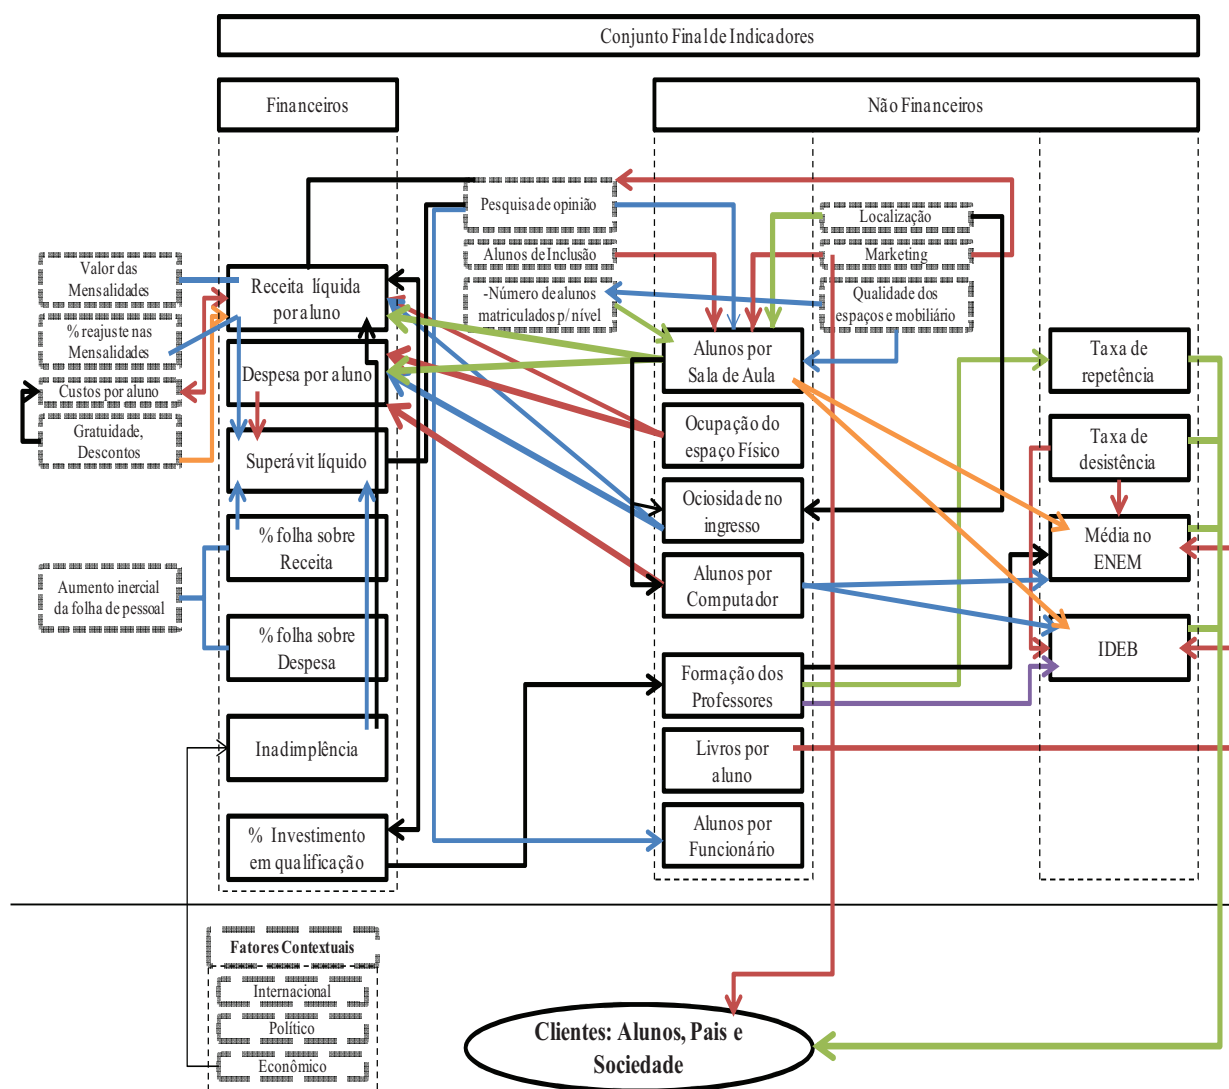 Conjunto Final de Indicadores
Financeiros
Não Financeiros
Pesquisa de opinião
Localização
Alunos de Inclusão
Marketing
Valor das
Mensalidades
Receita líquida
por aluno
-Número de alunos
matriculados p/ nível
Qualidade dos
espaços e mobiliário
% reajuste nas
Mensalidades
Alunos por
Sala de Aula
Taxa de
repetência
Custos por aluno
Despesa por aluno
Gratuidade,
Descontos
Ocupação do
espaço Físico
Taxa de
desistência
Superávit líquido
Ociosidade no
ingresso
% folha sobre
Receita
Média no
ENEM
Aumento inercial
da folha de pessoal
Alunos por
Computador
% folha sobre
Despesa
IDEB
Formação dos
Professores
Inadimplência
Livros por
aluno
% Investimento
em qualificação
Alunos por
Funcionário
Fatores Contextuais
Internacional
Político
Econômico
Clientes: Alunos, Pais e
Sociedade